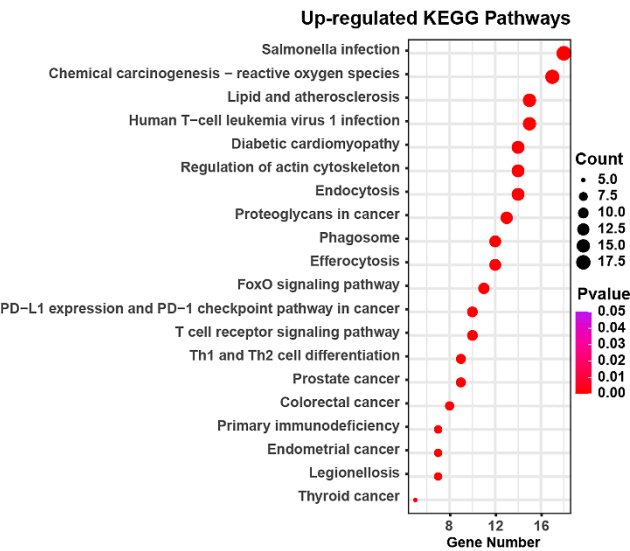 Up-regulated KEGG Pathways
Salmonella infection
Chemical carcinogenesis − reactive oxygen species
Lipid and atherosclerosis
Human T−cell leukemia virus 1 infection
Diabetic cardiomyopathy
Regulation of actin cytoskeleton
Endocytosis
Proteoglycans in cancer
Phagosome
Efferocytosis
FoxO signaling pathway
PD−L1 expression and PD−1 checkpoint pathway in cancer
T cell receptor signaling pathway
Th1 and Th2 cell differentiation
Prostate cancer
Colorectal cancer
Primary immunodeficiency
Endometrial cancer
Legionellosis
Thyroid cancer
8 12 16
Gene Number
Count
5.0
7.5
10.0
12.5
15.0
17.5
Pvalue
0.05
0.04
0.03
0.02
0.01
0.00